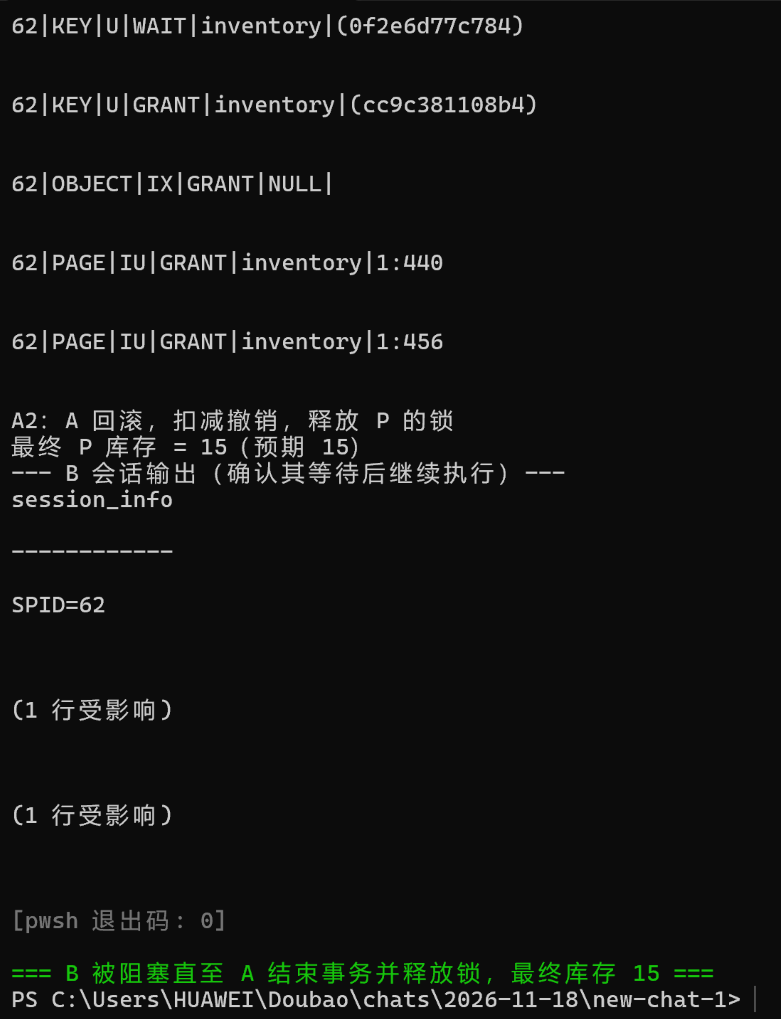 62|KEY|U|WAIT|inventory|(0f2e6d77c784)
62|KEY|U|GRANT|inventory|(cc9c381108b4)
62|OBJECT|IX|GRANT|NULL|
62|PAGE|IU|GRANT|inventory|1:440
62|PAGE|IU|GRANT|inventory|1:456
A2: A 回滚, 扣减撤销, 释放 P 的锁
最终 P 库存 = 15 (预期 15)
--- B 会话输出 (确认其等待后继续执行) ---
session_info
------------
SPID=62
(1 行受影响)
(1 行受影响)
[pwsh 退出码: 0]
=== B 被阻塞直至 A 结束事务并释放锁, 最终库存 15 ===
PS C:\Users\HUAWEI\Doubao\chats\2026-11-18\new-chat-1>